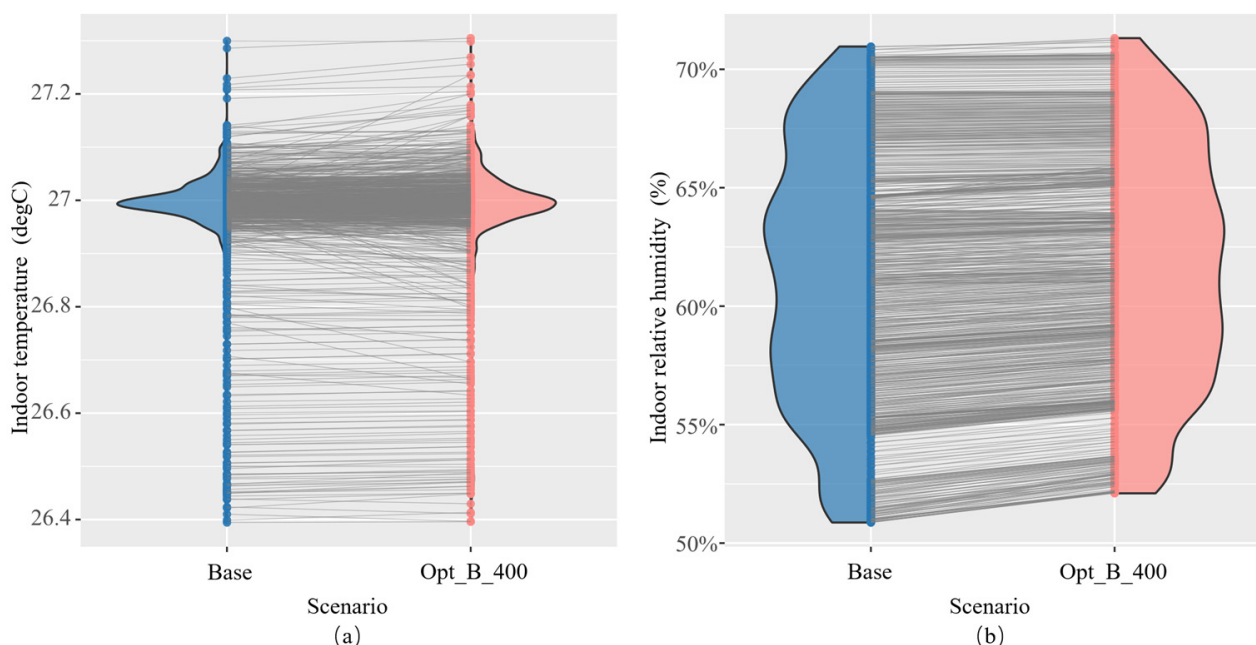 Indoor temperature (degC)
27.2
27
26.8
26.6
26.4
Base
Opt_B_400
Scenario
(a)
Indoor relative humidity (%)
70%
65%
60%
55%
50%
Base
Opt_B_400
Scenario
(b)